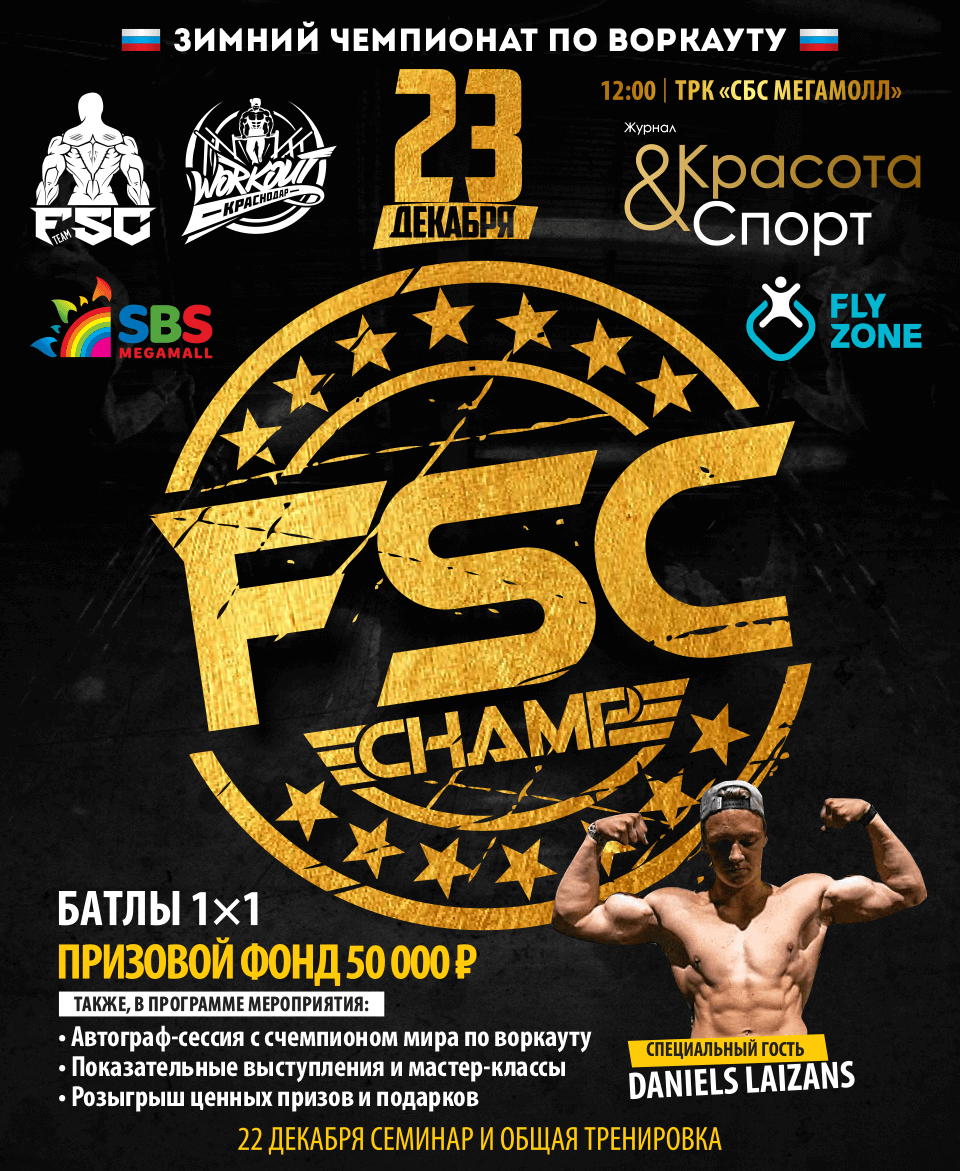 ЗИМНИЙ ЧЕМПИОНАТ ПО ВОРКАУТУ
23
ДЕКАБРЯ
12:00 | ТРК «СБС МЕГАМОЛЛ»
FSC
TEAM
WORKOUT
КРАСНОДАР
Журнал
&Красота
Спорт
SBS
MEGAMALL
FLY
ZONE
FSC
CHAMP
БАТЛЫ 1×1
ПРИЗОВОЙ ФОНД 50 000 ₽
ТАКЖЕ, В ПРОГРАММЕ МЕРОПРИЯТИЯ:
• Автограф-сессия с счемпионом мира по воркауту
• Показательные выступления и мастер-классы
• Розыгрыш ценных призов и подарков
СПЕЦИАЛЬНЫЙ ГОСТЬ
DANIELS LAIZANS
22 ДЕКАБРЯ СЕМИНАР И ОБЩАЯ ТРЕНИРОВКА